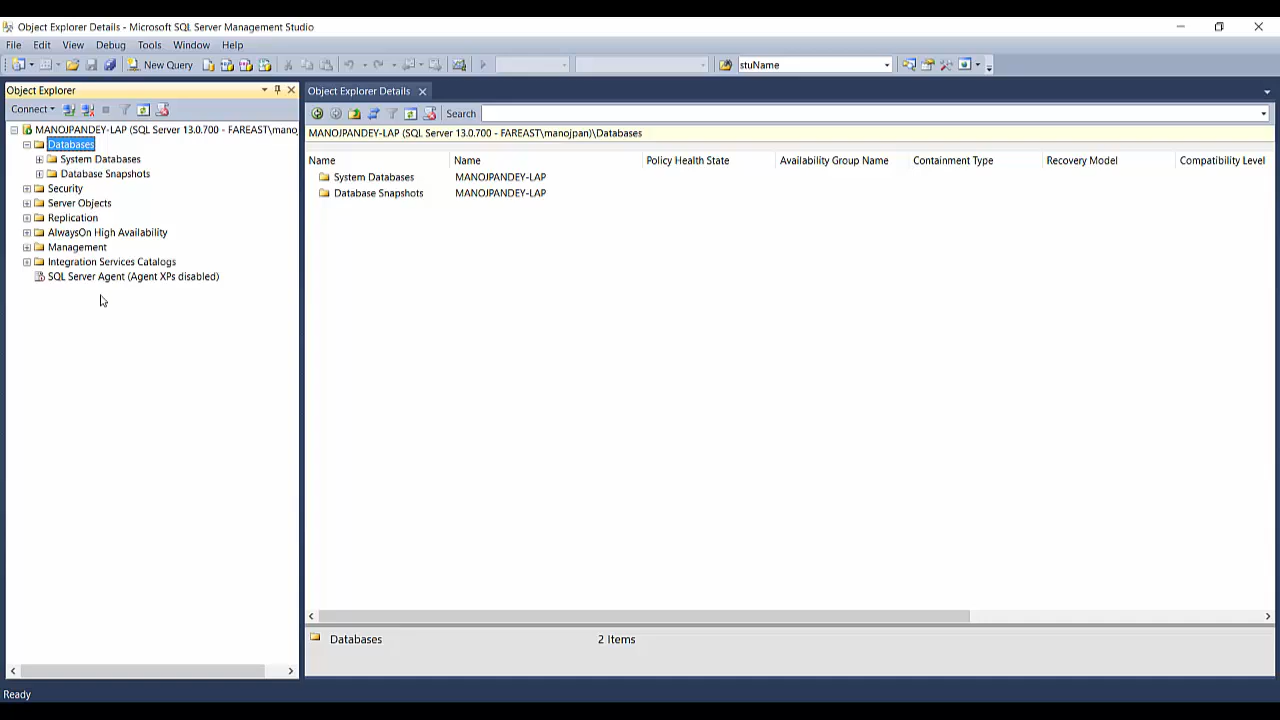 Object Explorer Details - Microsoft SQL Server Management Studio
File Edit View Debug Tools Window Help
New Query stuName
Object Explorer
Connect
MANOJPANDEY-LAP (SQL Server 13.0.700 - FAREAST\mano
Databases
System Databases
Database Snapshots
Security
Server Objects
Replication
AlwaysOn High Availability
Management
Integration Services Catalogs
SQL Server Agent (Agent XPs disabled)
Object Explorer Details
Search
MANOJPANDEY-LAP (SQL Server 13.0.700 - FAREAST\manojpan)\Databases
Name Name Policy Health State Availability Group Name Containment Type Recovery Model Compatibility Level
System Databases MANOJPANDEY-LAP
Database Snapshots MANOJPANDEY-LAP
Databases 2 Items
Ready